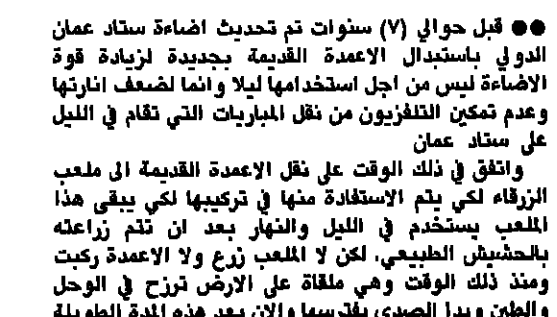 ●● قبل حوالي (٧) سنوات تم تحديث اضاءة ستاد عمان
الدولي باستبدال الاعمدة القديمة بجديدة لزيادة قوة
الاضاءة ليس من اجل استخدامها ليلا وانما لضعف انارتها
وعدم تمكين التلفزيون من نقل المباريات التي تقام في الليل
على ستاد عمان
واتفق في ذلك الوقت على نقل الاعمدة القديمة الى ملعب
الزرقاء لكي يتم الاستفادة منها في تركيبها لكي يبقى هذا
الملعب يستخدم في الليل والنهار بعد ان تتم زراعته
بالحشيش الطبيعي، لكن لا الملعب زرع ولا الاعمدة ركبت
ومنذ ذلك الوقت وهي ملقاة على الارض ترزح في الوحل
والطين وبدا الصدى يفترسها والان بعد هذه المدة الطويلة